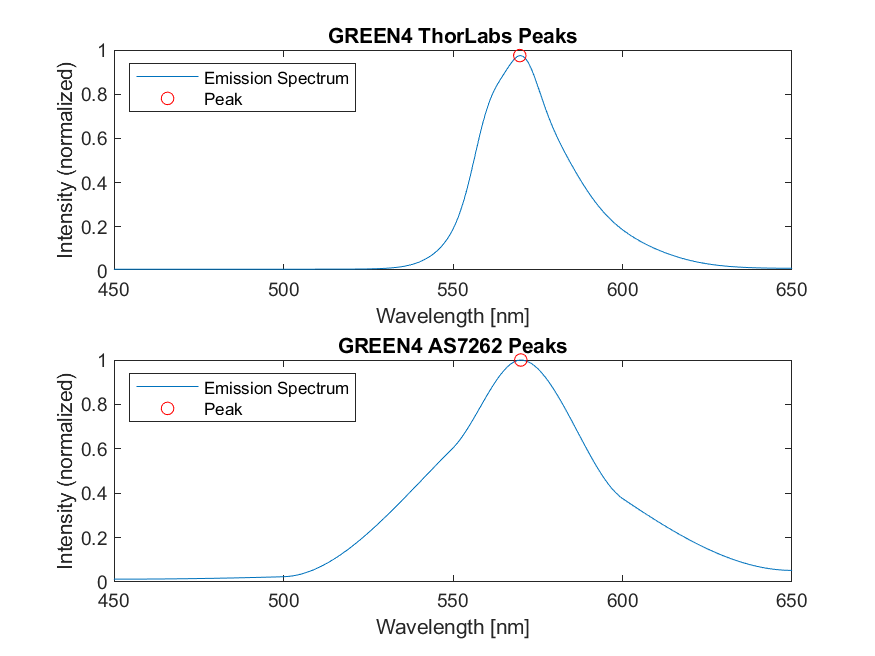 GREEN4 ThorLabs Peaks
Intensity (normalized)
1
0.8
0.6
0.4
0.2
0
Emission Spectrum
Peak
450 500 550 600 650
Wavelength [nm]
GREEN4 AS7262 Peaks
Intensity (normalized)
1
0.8
0.6
0.4
0.2
0
Emission Spectrum
Peak
450 500 550 600 650
Wavelength [nm]